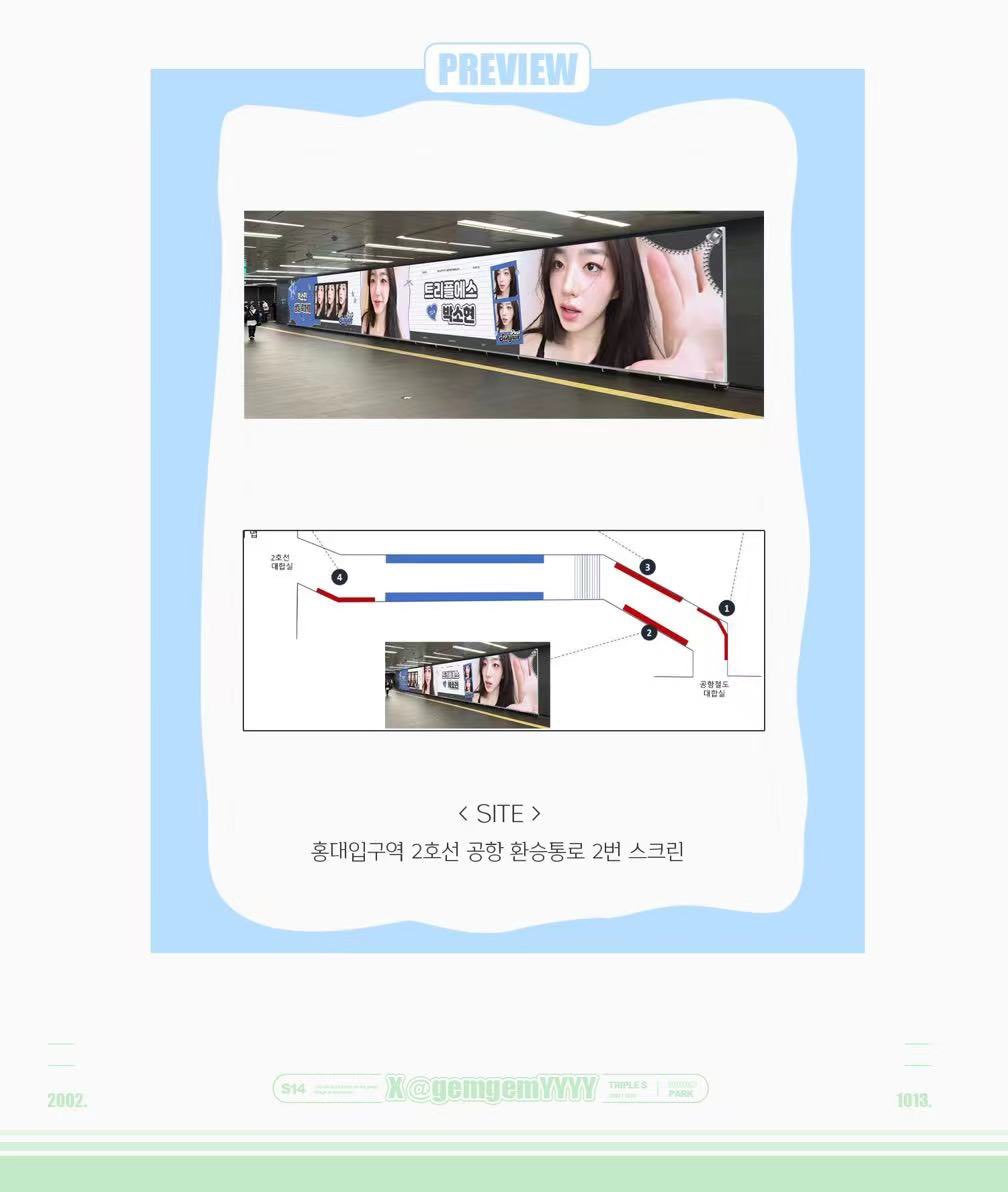 PREVIEW
트리플에스
박소현
2호선
대합실
4
3
1
2
공항철도
대합실
< SITE >
홍대입구역 2호선 공항 환승통로 2번 스크린
2002.
S14
X@gemgemYYYY
TRIPLE S
PARK
1013.